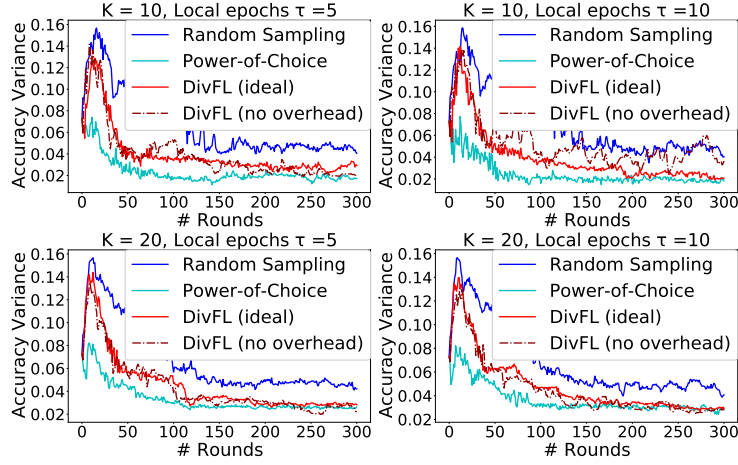 K = 10, Local epochs τ =5
Accuracy Variance
0.16
0.14
0.12
0.10
0.08
0.06
0.04
0.02
Random Sampling
Power-of-Choice
DivFL (ideal)
DivFL (no overhead)
0 50 100 150 200 250 300
# Rounds
K = 10, Local epochs τ =10
Accuracy Variance
0.16
0.14
0.12
0.10
0.08
0.06
0.04
0.02
Random Sampling
Power-of-Choice
DivFL (ideal)
DivFL (no overhead)
0 50 100 150 200 250 300
# Rounds
K = 20, Local epochs τ =5
Accuracy Variance
0.16
0.14
0.12
0.10
0.08
0.06
0.04
0.02
Random Sampling
Power-of-Choice
DivFL (ideal)
DivFL (no overhead)
0 50 100 150 200 250 300
# Rounds
K = 20, Local epochs τ =10
Accuracy Variance
0.16
0.14
0.12
0.10
0.08
0.06
0.04
0.02
Random Sampling
Power-of-Choice
DivFL (ideal)
DivFL (no overhead)
0 50 100 150 200 250 300
# Rounds